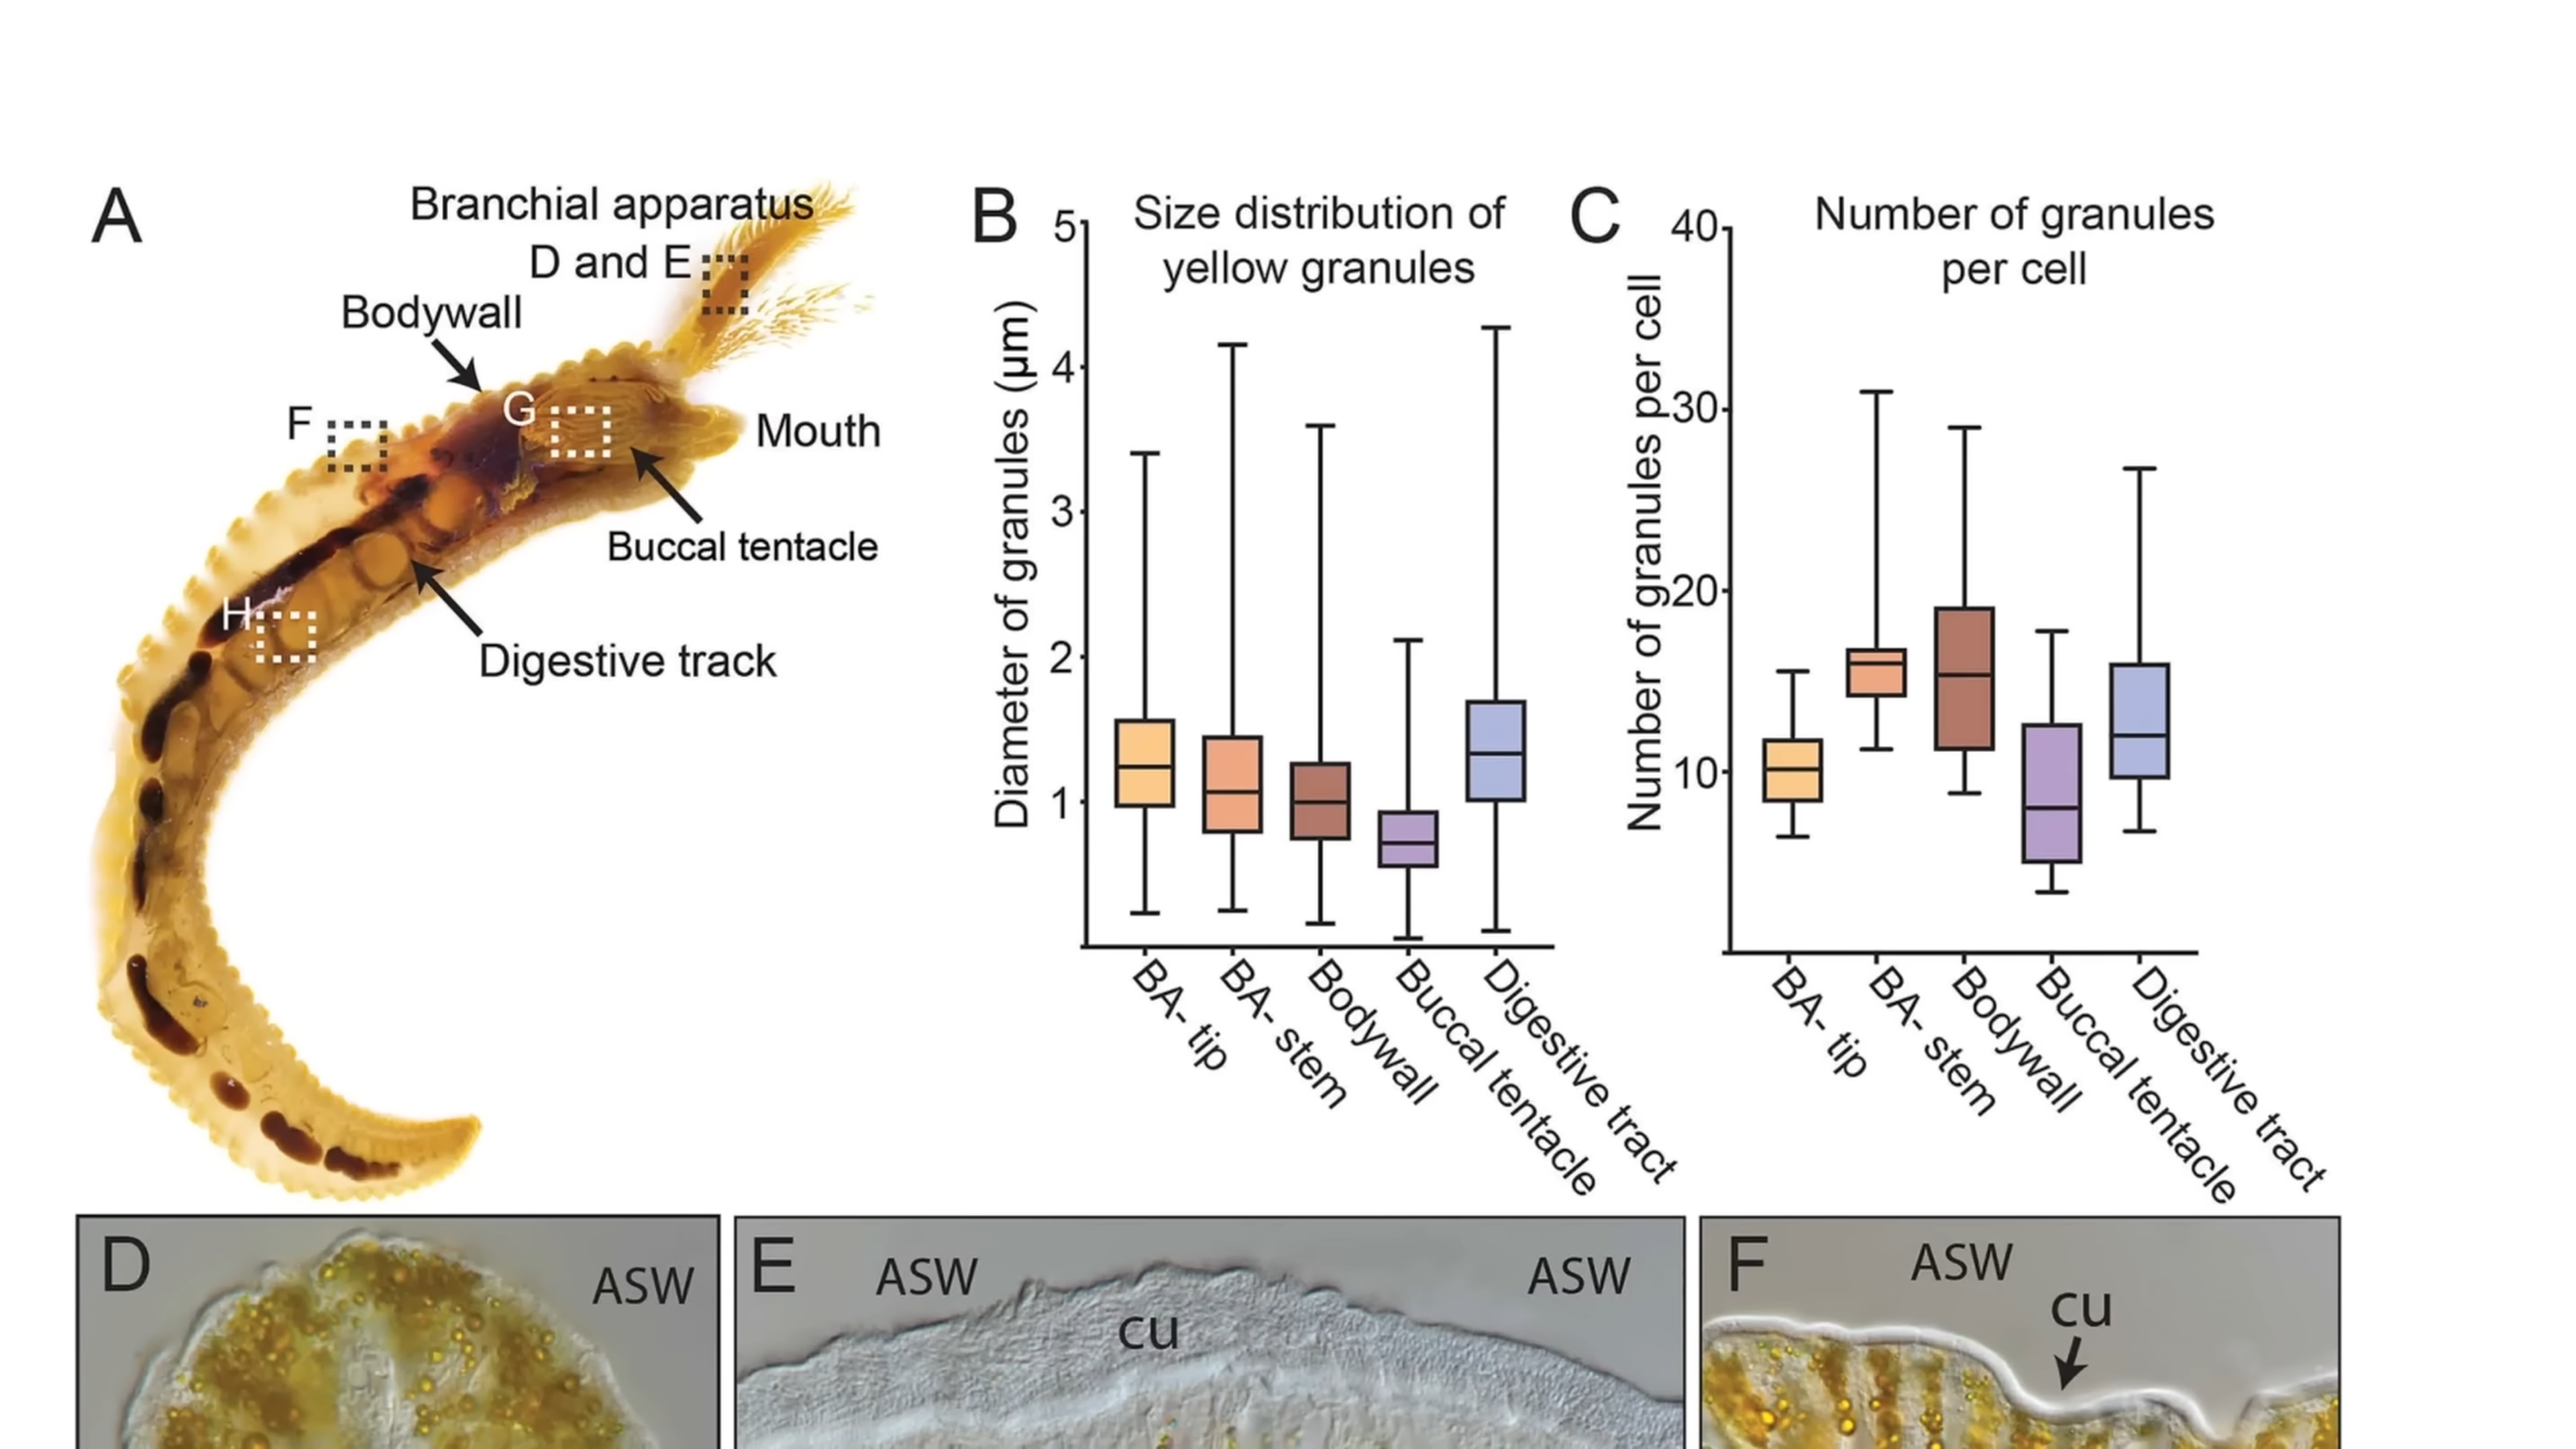 A
Branchial apparatus
D and E
Bodywall
F
G
Mouth
Buccal tentacle
H
Digestive track
B
Size distribution of
yellow granules
Diameter of granules (µm)
5
4
3
2
1
BA- tip
BA- stem
Bodywall
Buccal tentacle
Digestive tract
C
Number of granules
per cell
Number of granules per cell
40
30
20
10
BA- tip
BA- stem
Bodywall
Buccal tentacle
Digestive tract
D
ASW
E
ASW
ASW
cu
F
ASW
cu